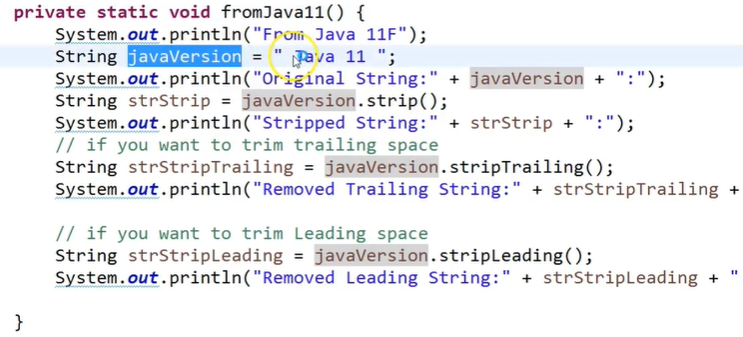 private static void fromJava11() {
System.out.println("From Java 11F");
String javaVersion = " Java 11 ";
System.out.println("Original String:" + javaVersion + ":");
String strStrip = javaVersion.strip();
System.out.println("Stripped String:" + strStrip + ":");
// if you want to trim trailing space
String strStripTrailing = javaVersion.stripTrailing();
System.out.println("Removed Trailing String:" + strStripTrailing +
// if you want to trim Leading space
String strStripLeading = javaVersion.stripLeading();
System.out.println("Removed Leading String:" + strStripLeading + "
}